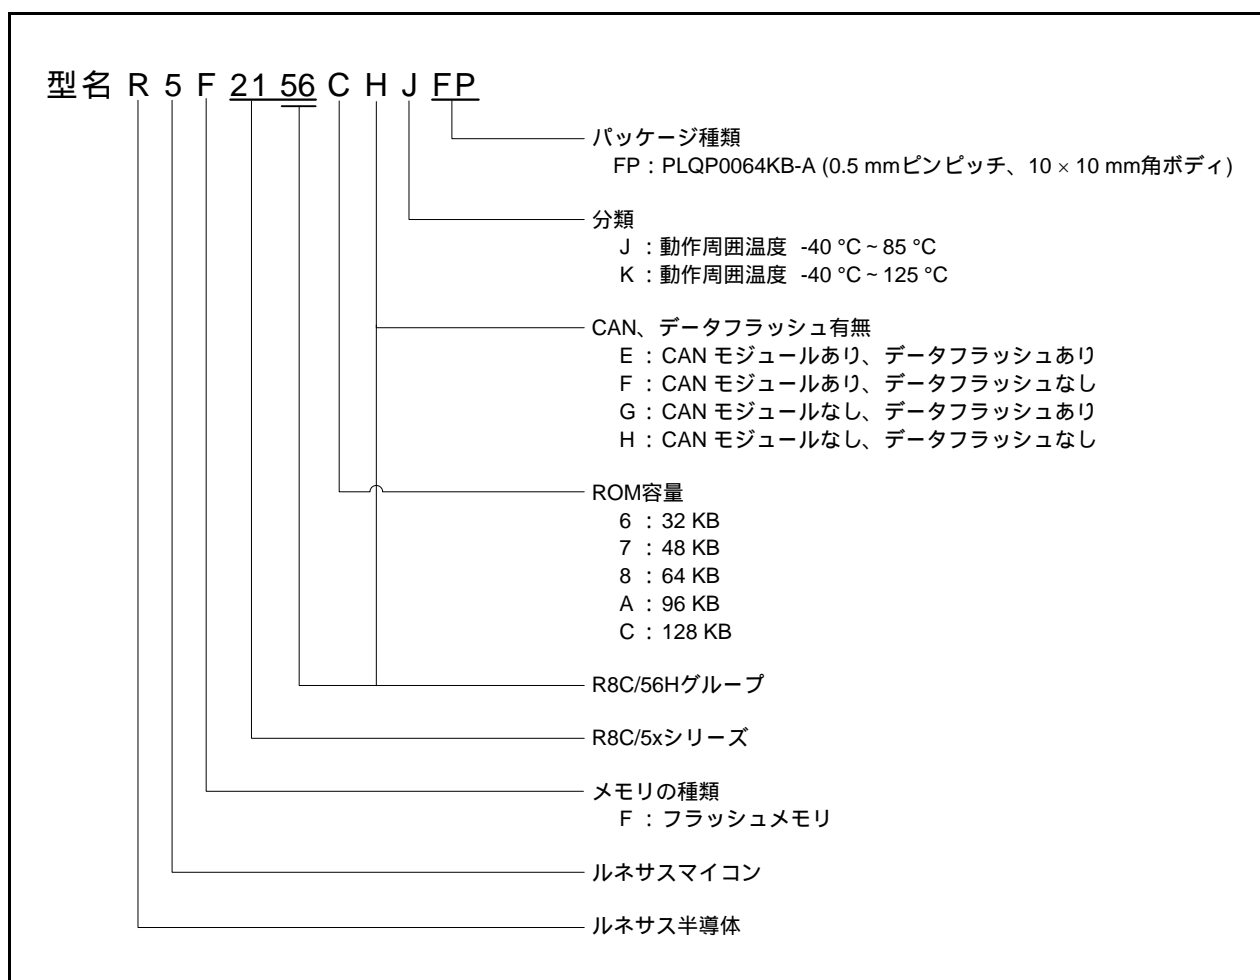 型名 R 5 F 21 56 C H J FP
パッケージ種類
FP : PLQP0064KB-A (0.5 mmピンピッチ、10 × 10 mm角ボディ)
分類
J : 動作周囲温度 -40 °C ~ 85 °C
K : 動作周囲温度 -40 °C ~ 125 °C
CAN、データフラッシュ有無
E : CAN モジュールあり、データフラッシュあり
F : CAN モジュールあり、データフラッシュなし
G : CAN モジュールなし、データフラッシュあり
H : CAN モジュールなし、データフラッシュなし
ROM容量
6 : 32 KB
7 : 48 KB
8 : 64 KB
A : 96 KB
C : 128 KB
R8C/56Hグループ
R8C/5xシリーズ
メモリの種類
F : フラッシュメモリ
ルネサスマイコン
ルネサス半導体